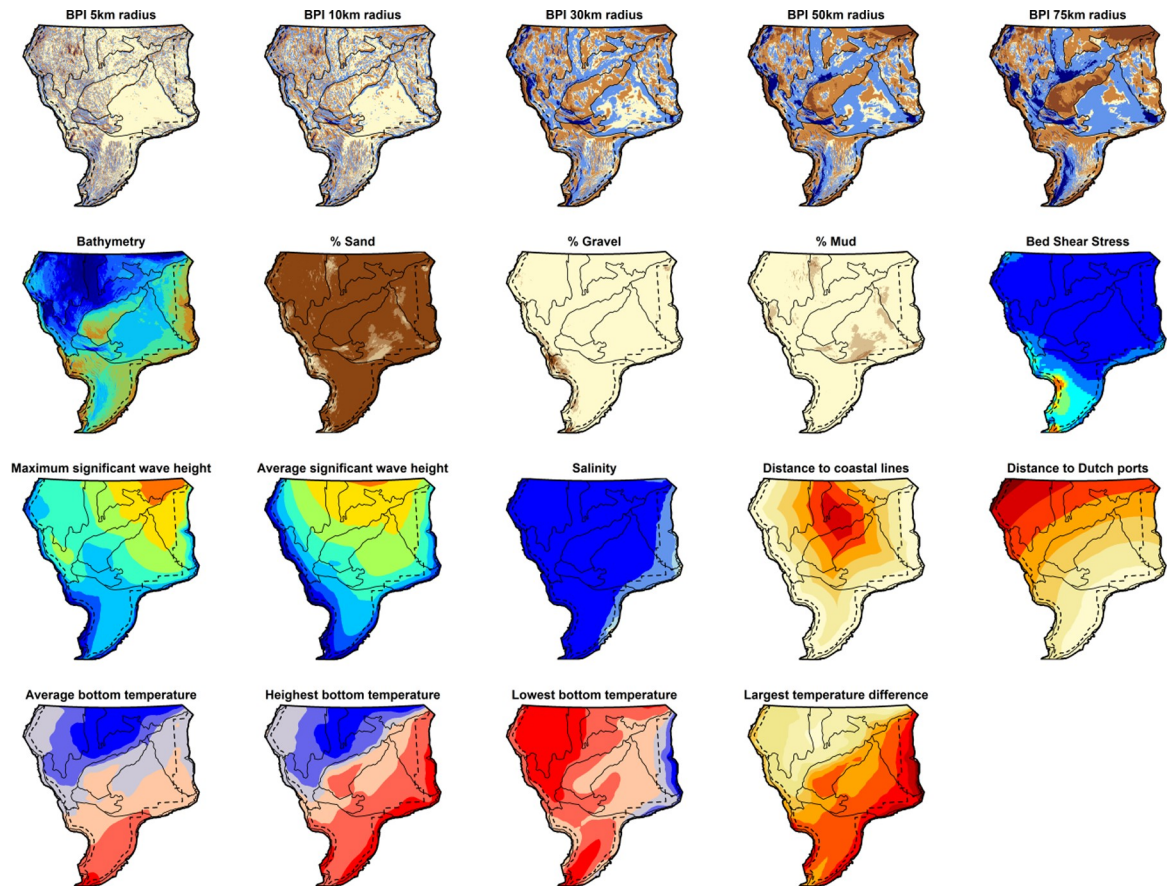 BPI 5km radius
BPI 10km radius
BPI 30km radius
BPI 50km radius
BPI 75km radius
Bathymetry
% Sand
% Gravel
% Mud
Bed Shear Stress
Maximum significant wave height
Average significant wave height
Salinity
Distance to coastal lines
Distance to Dutch ports
Average bottom temperature
Heighest bottom temperature
Lowest bottom temperature
Largest temperature difference